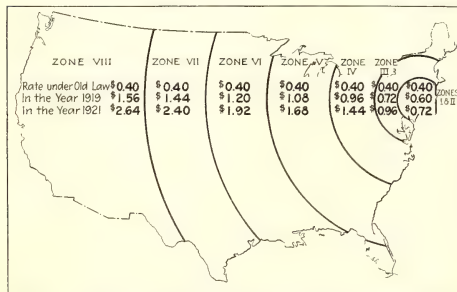 ZONE VIII ZONE VII ZONE VI ZONE V ZONE IV ZONE III
Rate under Old Law $0.40 $0.40 $0.40 $0.40 $0.40 $0.40 $0.40
In the Year 1919 $1.56 $1.44 $1.20 $1.08 $0.96 $0.72 $0.60
In the Year 1921 $2.64 $2.40 $1.92 $1.68 $1.44 $0.96 $0.72
ZONES
I & II